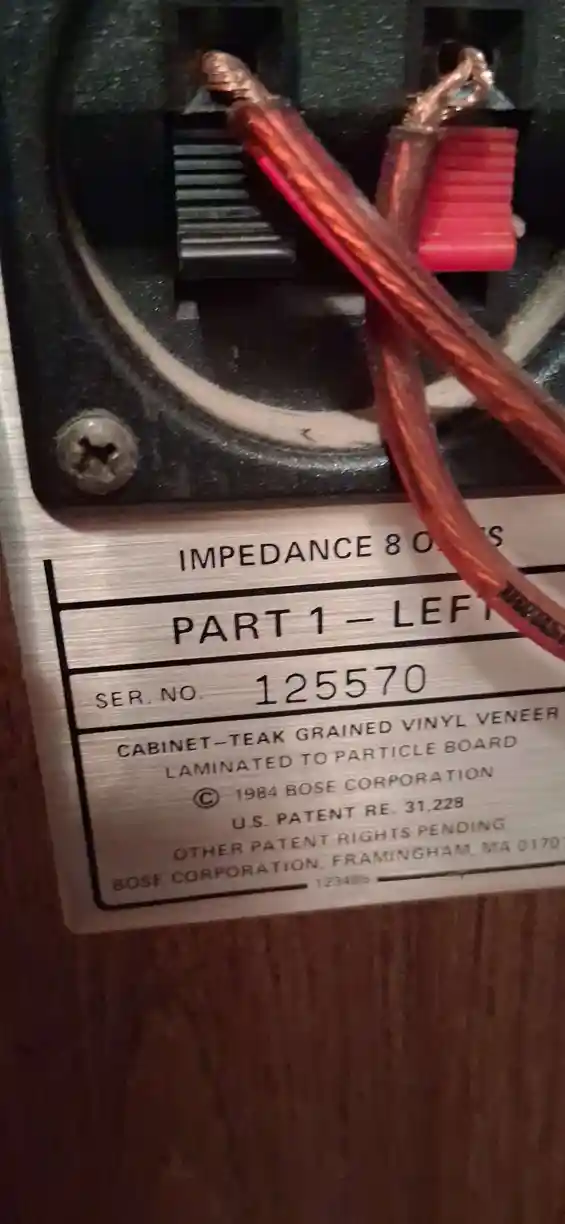 IMPEDANCE 8
PART 1 – LEFT
SER. NO. 125570
CABINET–TEAK GRAINED VINYL VENEER
LAMINATED TO PARTICLE BOARD
© 1984 BOSE CORPORATION
U.S. PATENT RE. 31,228
OTHER PATENT RIGHTS PENDING
BOSE CORPORATION, FRAMINGHAM, MA 0170